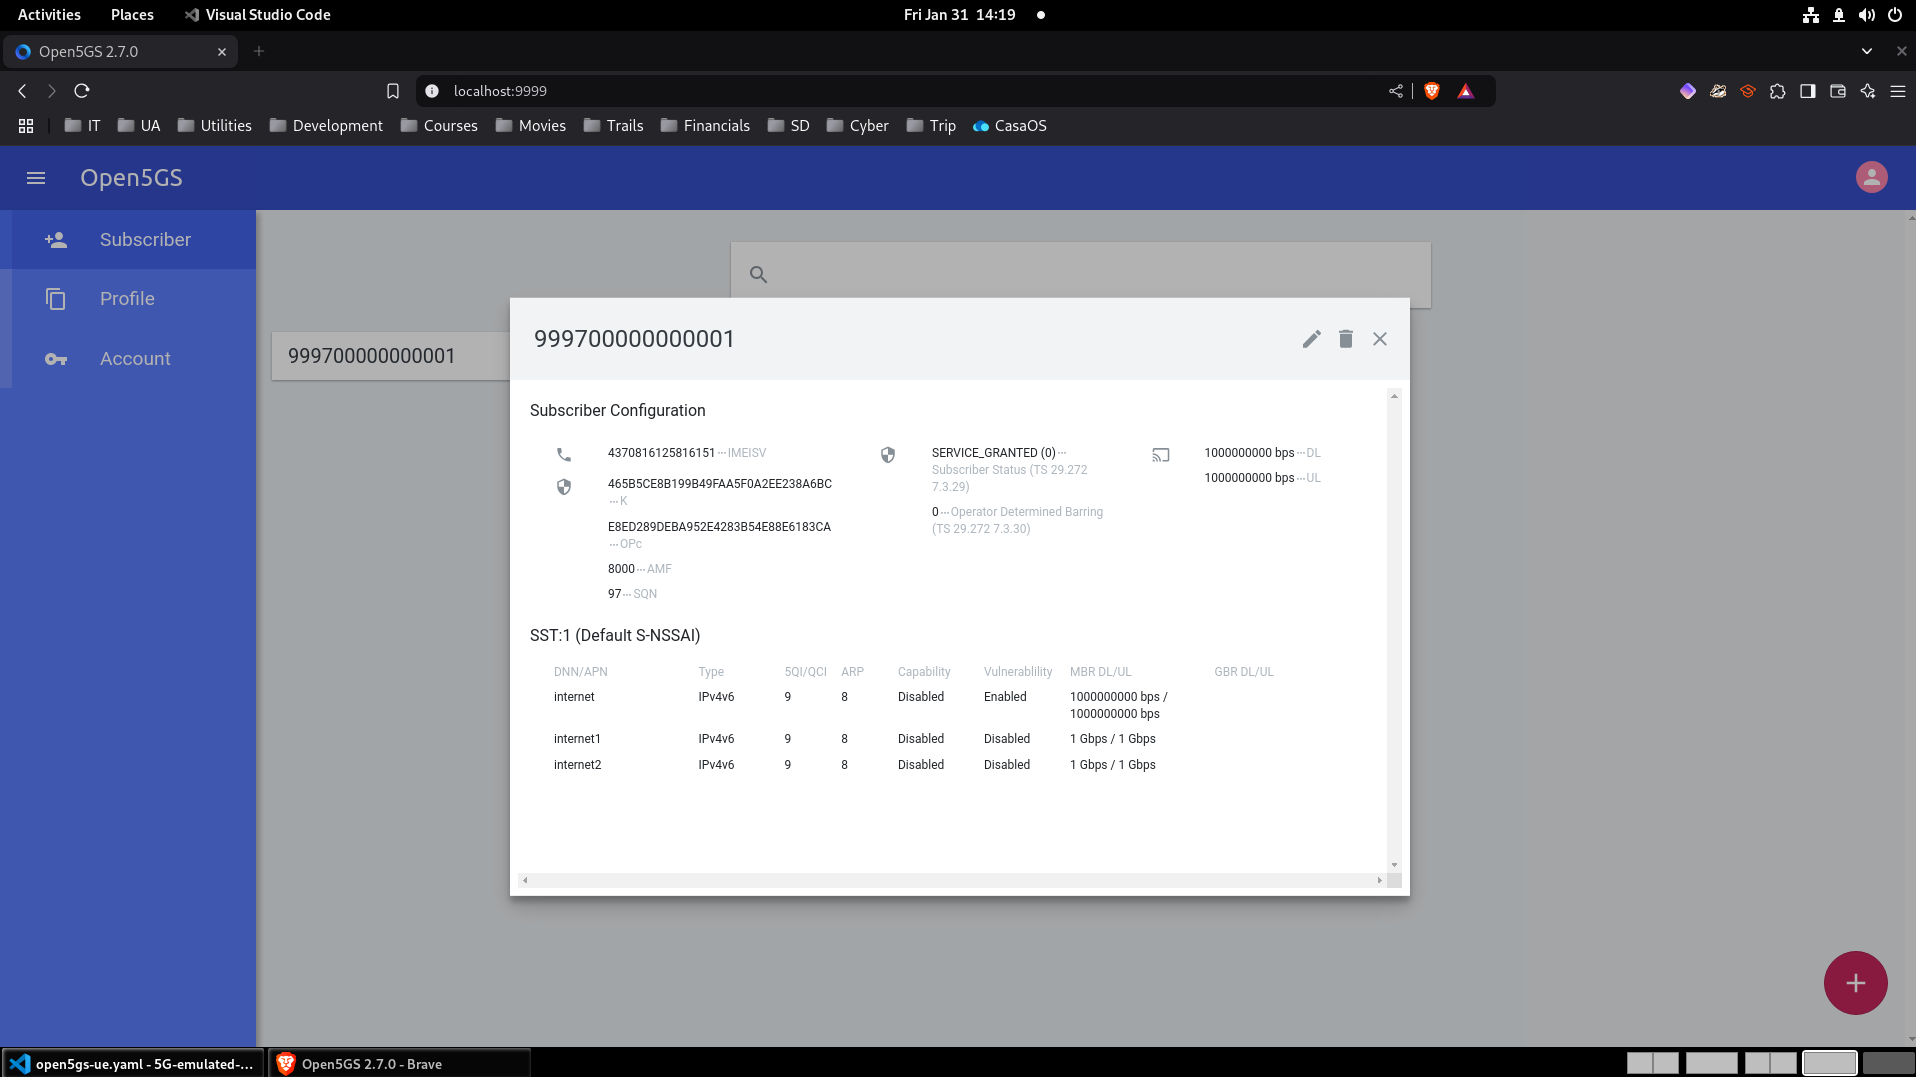 Activities Places Visual Studio Code Fri Jan 31 14:19
Open5GS 2.7.0
localhost:9999
IT UA Utilities Development Courses Movies Trails Financials SD Cyber Trip CasaOS
Open5GS
Subscriber
Profile
Account
999700000000001
999700000000001
Subscriber Configuration
4370816125816151 ··· IMEISV
465B5CE8B199B49FAA5F0A2EE238A6BC
··· K
E8ED289DEBA952E4283B54E88E6183CA
··· OPc
8000 ··· AMF
97 ··· SQN
SERVICE_GRANTED (0) ···
Subscriber Status (TS 29.272
7.3.29)
0 ··· Operator Determined Barring
(TS 29.272 7.3.30)
1000000000 bps ··· DL
1000000000 bps ··· UL
SST:1 (Default S-NSSAI)
DNN/APN Type 5QI/QCI ARP Capability Vulnerablility MBR DL/UL GBR DL/UL
internet IPv4v6 9 8 Disabled Enabled 1000000000 bps /
1000000000 bps
internet1 IPv4v6 9 8 Disabled Disabled 1 Gbps / 1 Gbps
internet2 IPv4v6 9 8 Disabled Disabled 1 Gbps / 1 Gbps
open5gs-ue.yaml - 5G-emulated-... Open5GS 2.7.0 - Brave